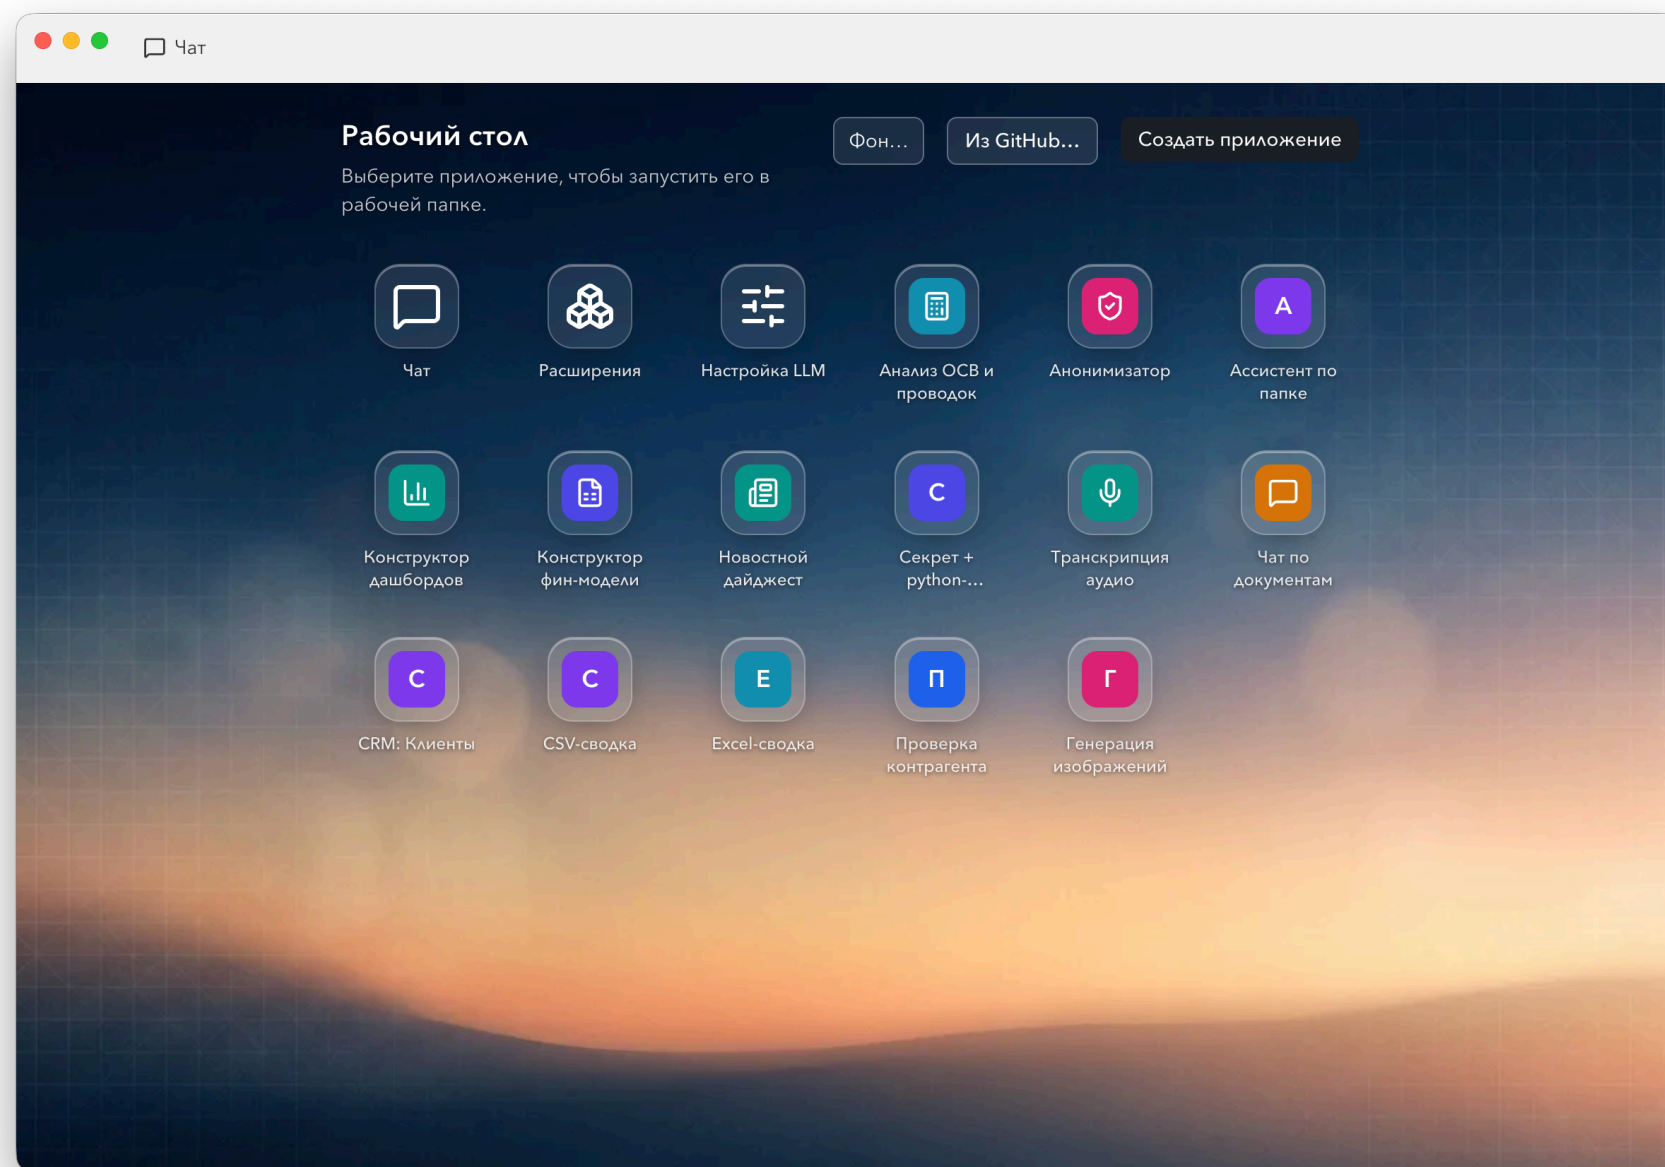 Чат
Рабочий стол
Выберите приложение, чтобы запустить его в
рабочей папке.
Фон...
Из GitHub...
Создать приложение
Чат
Расширения
Настройка LLM
Анализ ОСВ и
проводок
Анонимизатор
А
Ассистент по
папке
Конструктор
дашбордов
Конструктор
фин-модели
Новостной
дайджест
С
Секрет +
python-...
Транскрипция
аудио
Чат по
документам
C
CRM: Клиенты
C
CSV-сводка
E
Excel-сводка
П
Проверка
контрагента
Г
Генерация
изображений